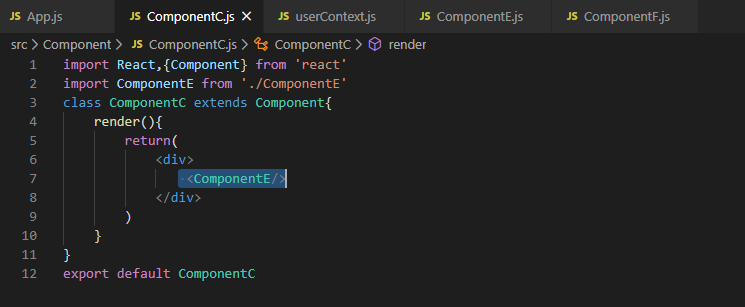 JS App.js JS ComponentC.js × JS userContext.js JS ComponentE.js JS ComponentF.js
src > Component > JS ComponentC.js > ComponentC > render
1 import React,{Component} from 'react'
2 import ComponentE from './ComponentE'
3 class ComponentC extends Component{
4     render(){
5         return(
6             <div>
7                <ComponentE/>
8             </div>
9         )
10     }
11 }
12 export default ComponentC